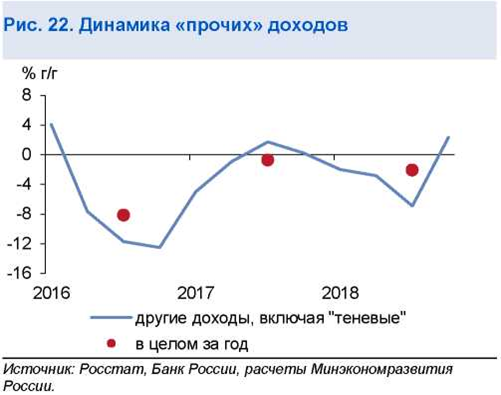 Рис. 22. Динамика «прочих» доходов
% г/г
8
4
0
-4
-8
-12
-16
2016 2017 2018
другие доходы, включая "теневые"
в целом за год
Источник: Росстат, Банк России, расчеты Минэкономразвития
России.